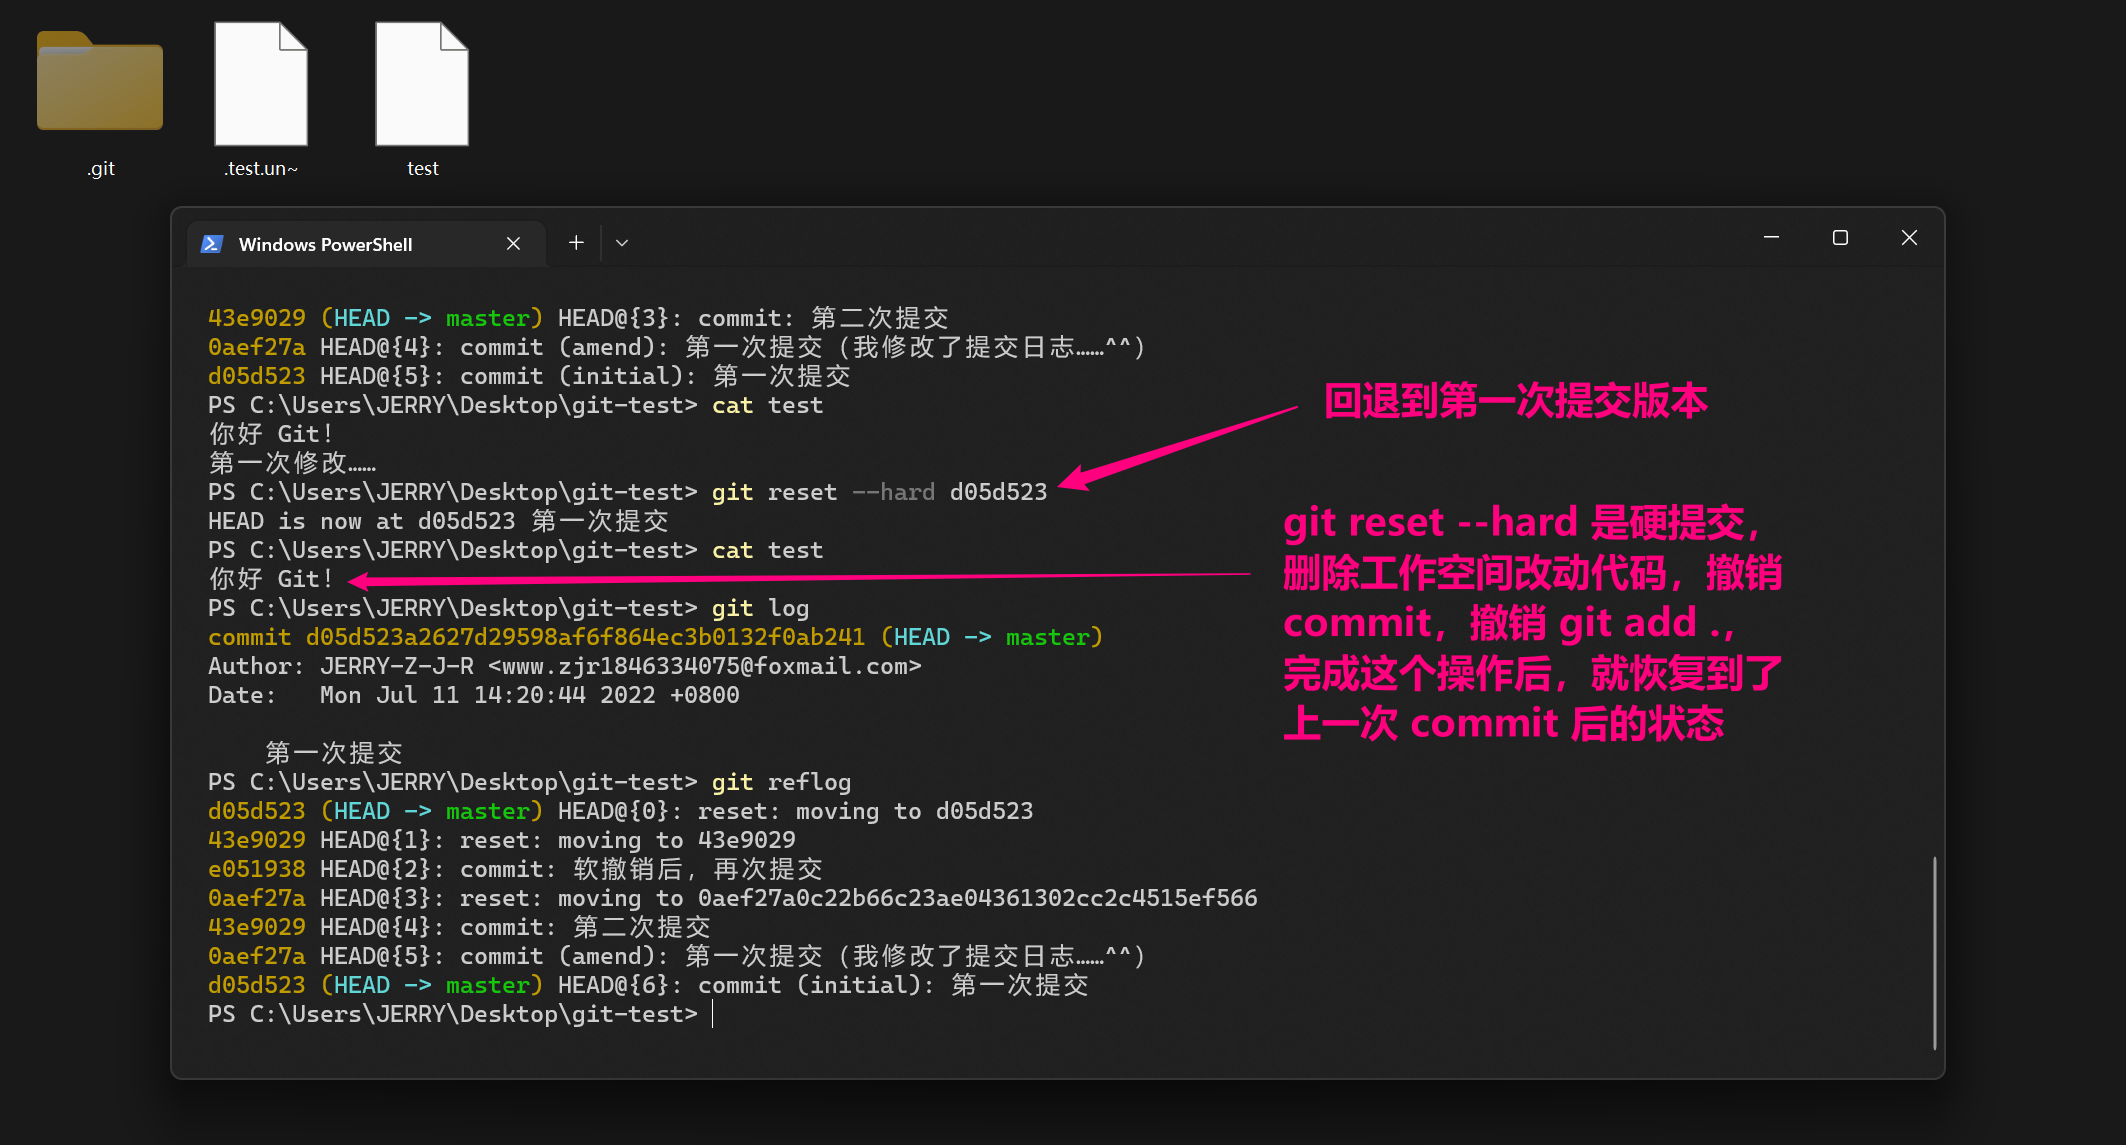 .git
.test.un~
test
Windows PowerShell
43e9029 (HEAD -> master) HEAD@{3}: commit: 第二次提交
0aef27a HEAD@{4}: commit (amend): 第一次提交（我修改了提交日志……^^）
d05d523 HEAD@{5}: commit (initial): 第一次提交
PS C:\Users\JERRY\Desktop\git-test> cat test
你好 Git！
第一次修改……
PS C:\Users\JERRY\Desktop\git-test> git reset --hard d05d523
HEAD is now at d05d523 第一次提交
PS C:\Users\JERRY\Desktop\git-test> cat test
你好 Git！
PS C:\Users\JERRY\Desktop\git-test> git log
commit d05d523a2627d29598af6f864ec3b0132f0ab241 (HEAD -> master)
Author: JERRY-Z-J-R <www.zjr1846334075@foxmail.com>
Date:   Mon Jul 11 14:20:44 2022 +0800
第一次提交
PS C:\Users\JERRY\Desktop\git-test> git reflog
d05d523 (HEAD -> master) HEAD@{0}: reset: moving to d05d523
43e9029 HEAD@{1}: reset: moving to 43e9029
e051938 HEAD@{2}: commit: 软撤销后，再次提交
0aef27a HEAD@{3}: reset: moving to 0aef27a0c22b66c23ae04361302cc2c4515ef566
43e9029 HEAD@{4}: commit: 第二次提交
0aef27a HEAD@{5}: commit (amend): 第一次提交（我修改了提交日志……^^）
d05d523 (HEAD -> master) HEAD@{6}: commit (initial): 第一次提交
PS C:\Users\JERRY\Desktop\git-test>
回退到第一次提交版本
git reset --hard 是硬提交，
删除工作空间改动代码，撤销
commit，撤销 git add .，
完成这个操作后，就恢复到了
上一次 commit 后的状态